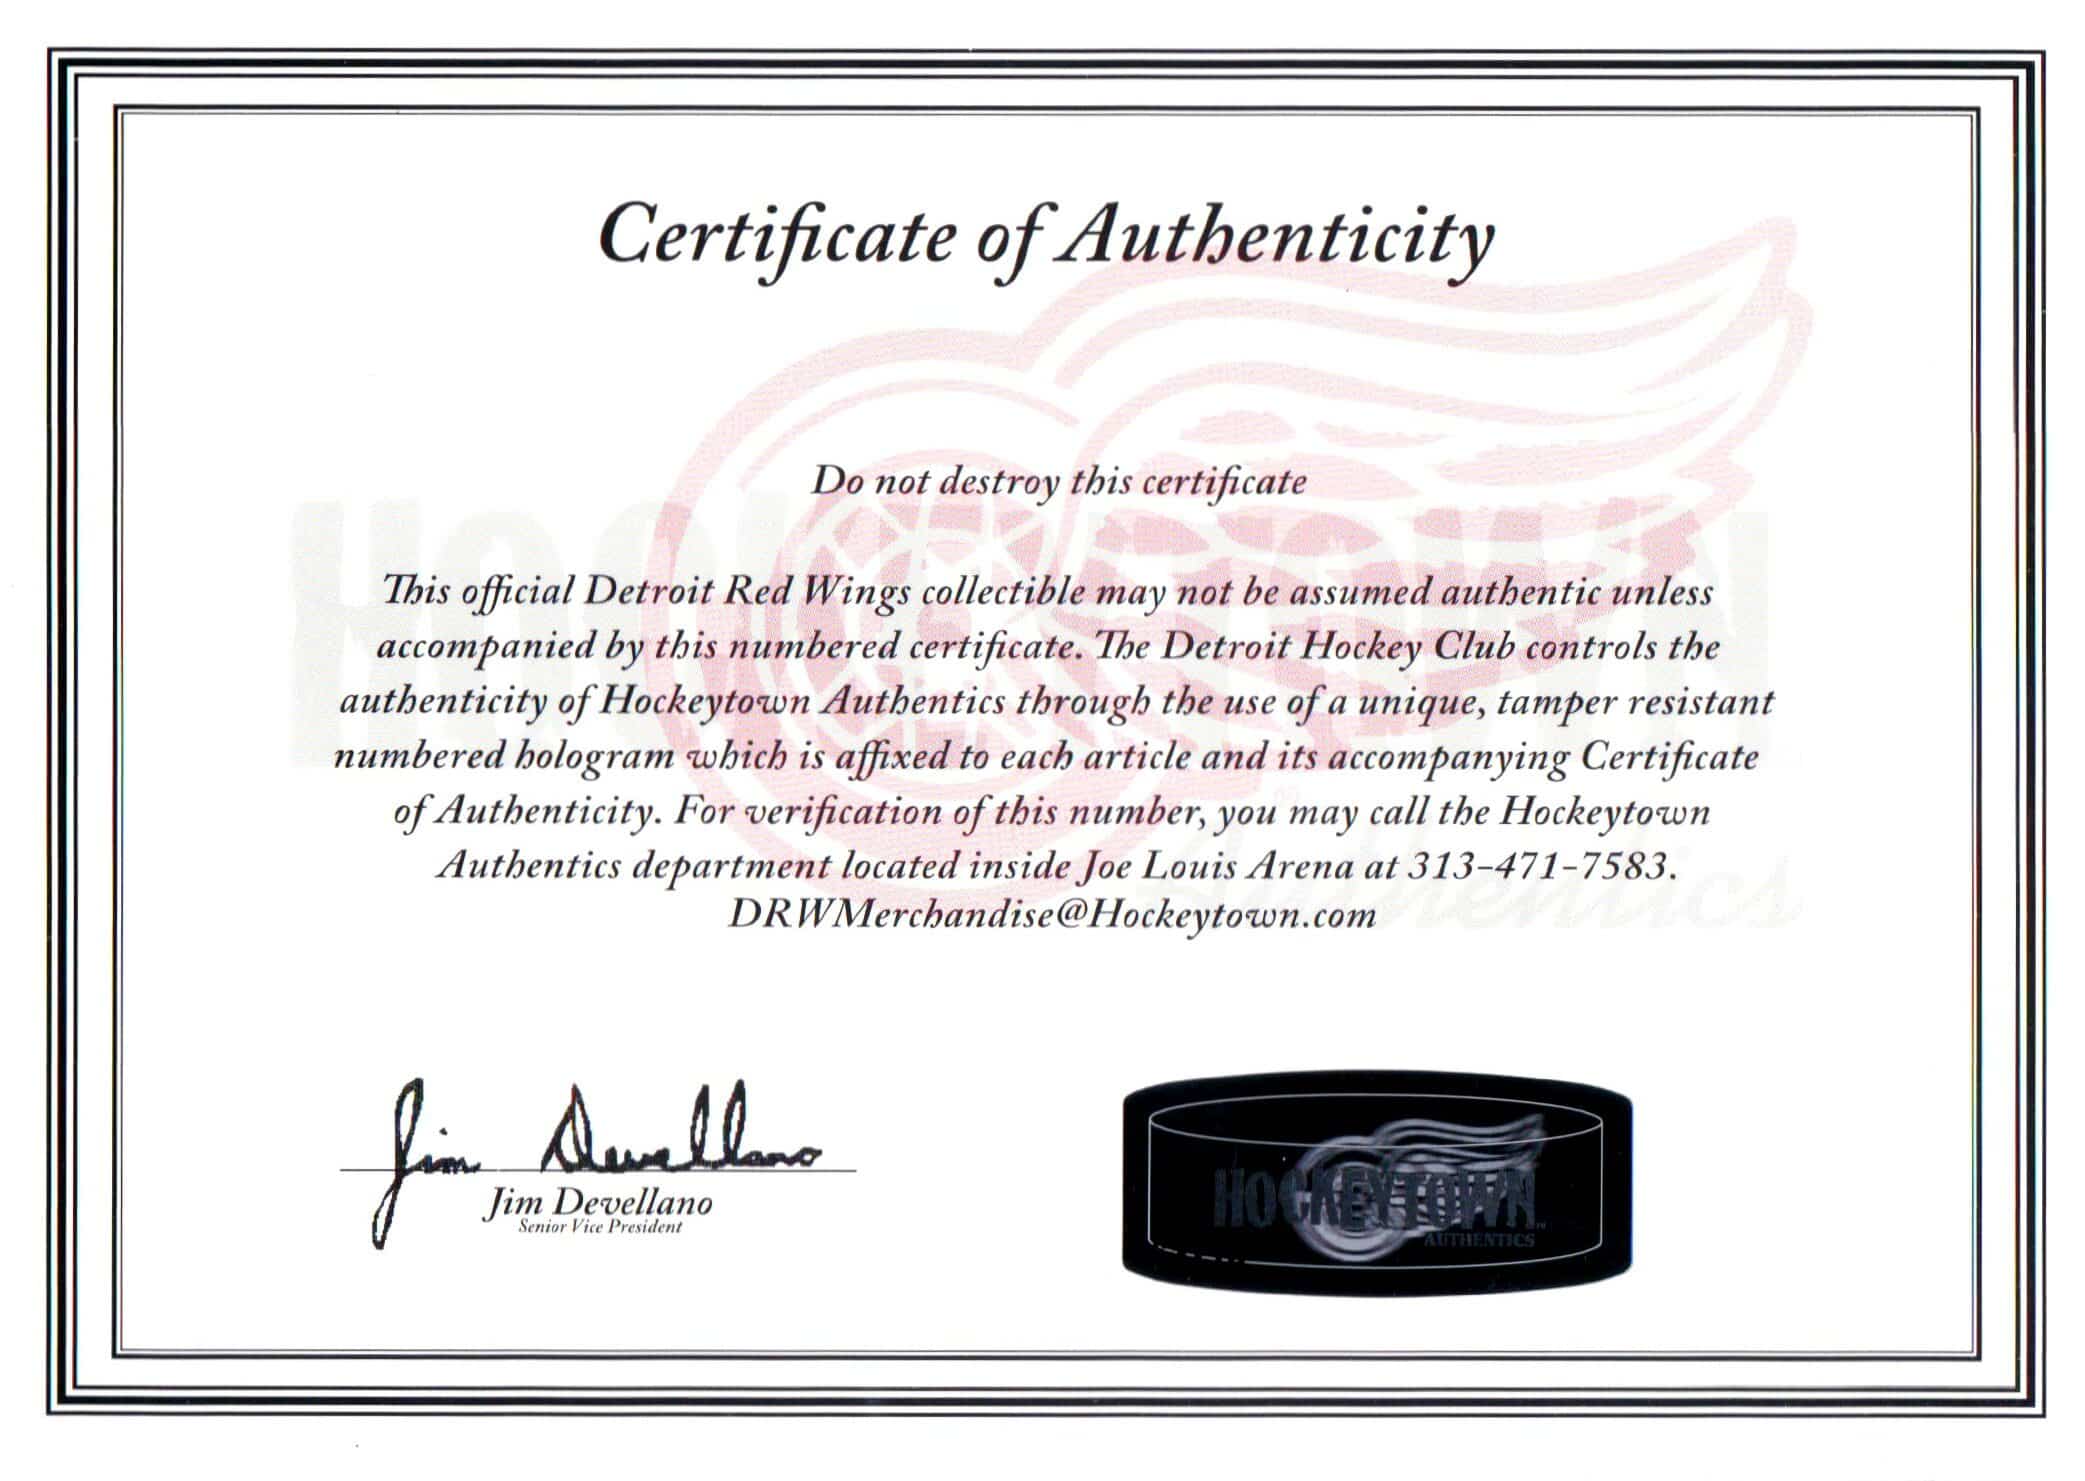 Certificate of Authenticity
Do not destroy this certificate
This official Detroit Red Wings collectible may not be assumed authentic unless
accompanied by this numbered certificate. The Detroit Hockey Club controls the
authenticity of Hockeytown Authentics through the use of a unique, tamper resistant
numbered hologram which is affixed to each article and its accompanying Certificate
of Authenticity. For verification of this number, you may call the Hockeytown
Authentics department located inside Joe Louis Arena at 313-471-7583.
DRWMerchandise@Hockeytown.com
HOCKEYTOWN
Authentics
Jim Devellano
Jim Devellano
Senior Vice President
HOCKEYTOWN™
AUTHENTICS